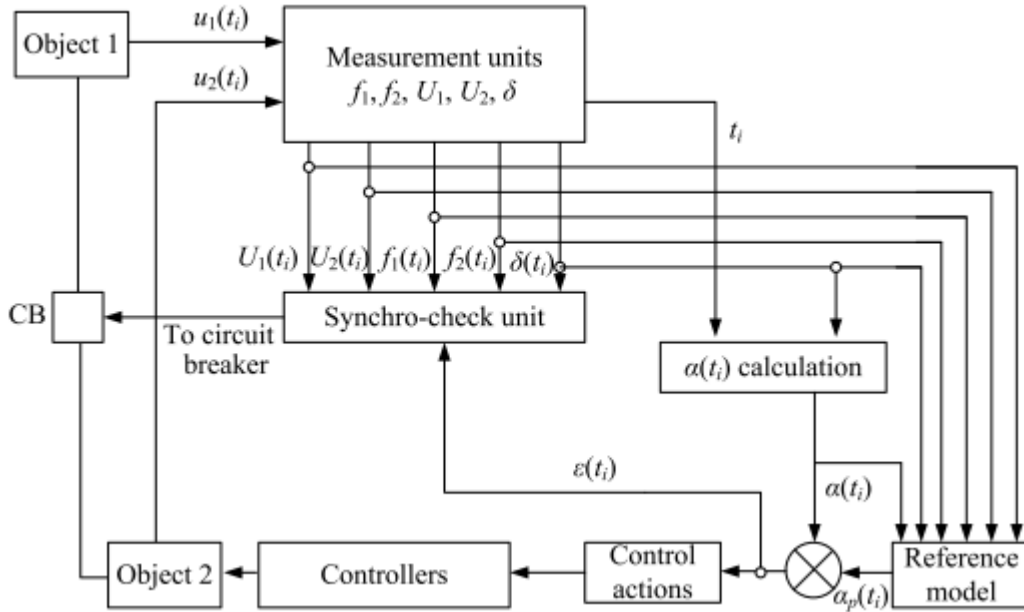 Object 1
u₁(tᵢ)
Measurement units
f₁, f₂, U₁, U₂, δ
u₂(tᵢ)
tᵢ
U₁(tᵢ) U₂(tᵢ) f₁(tᵢ) f₂(tᵢ) δ(tᵢ)
CB
Synchro-check unit
To circuit
breaker
α(tᵢ) calculation
ε(tᵢ)
α(tᵢ)
Object 2
Controllers
Control
actions
αₚ(tᵢ)
Reference
model